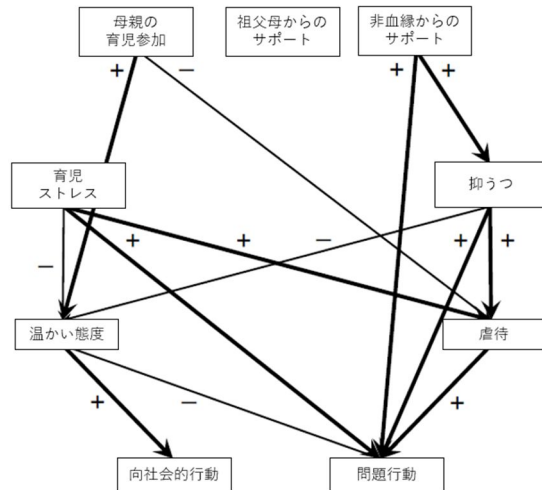 母親の
育児参加
祖父母からの
サポート
非血縁からの
サポート
+
−
+
+
育児
ストレス
抑うつ
−
+
+
−
+
+
温かい態度
虐待
+
−
+
向社会的行動
問題行動